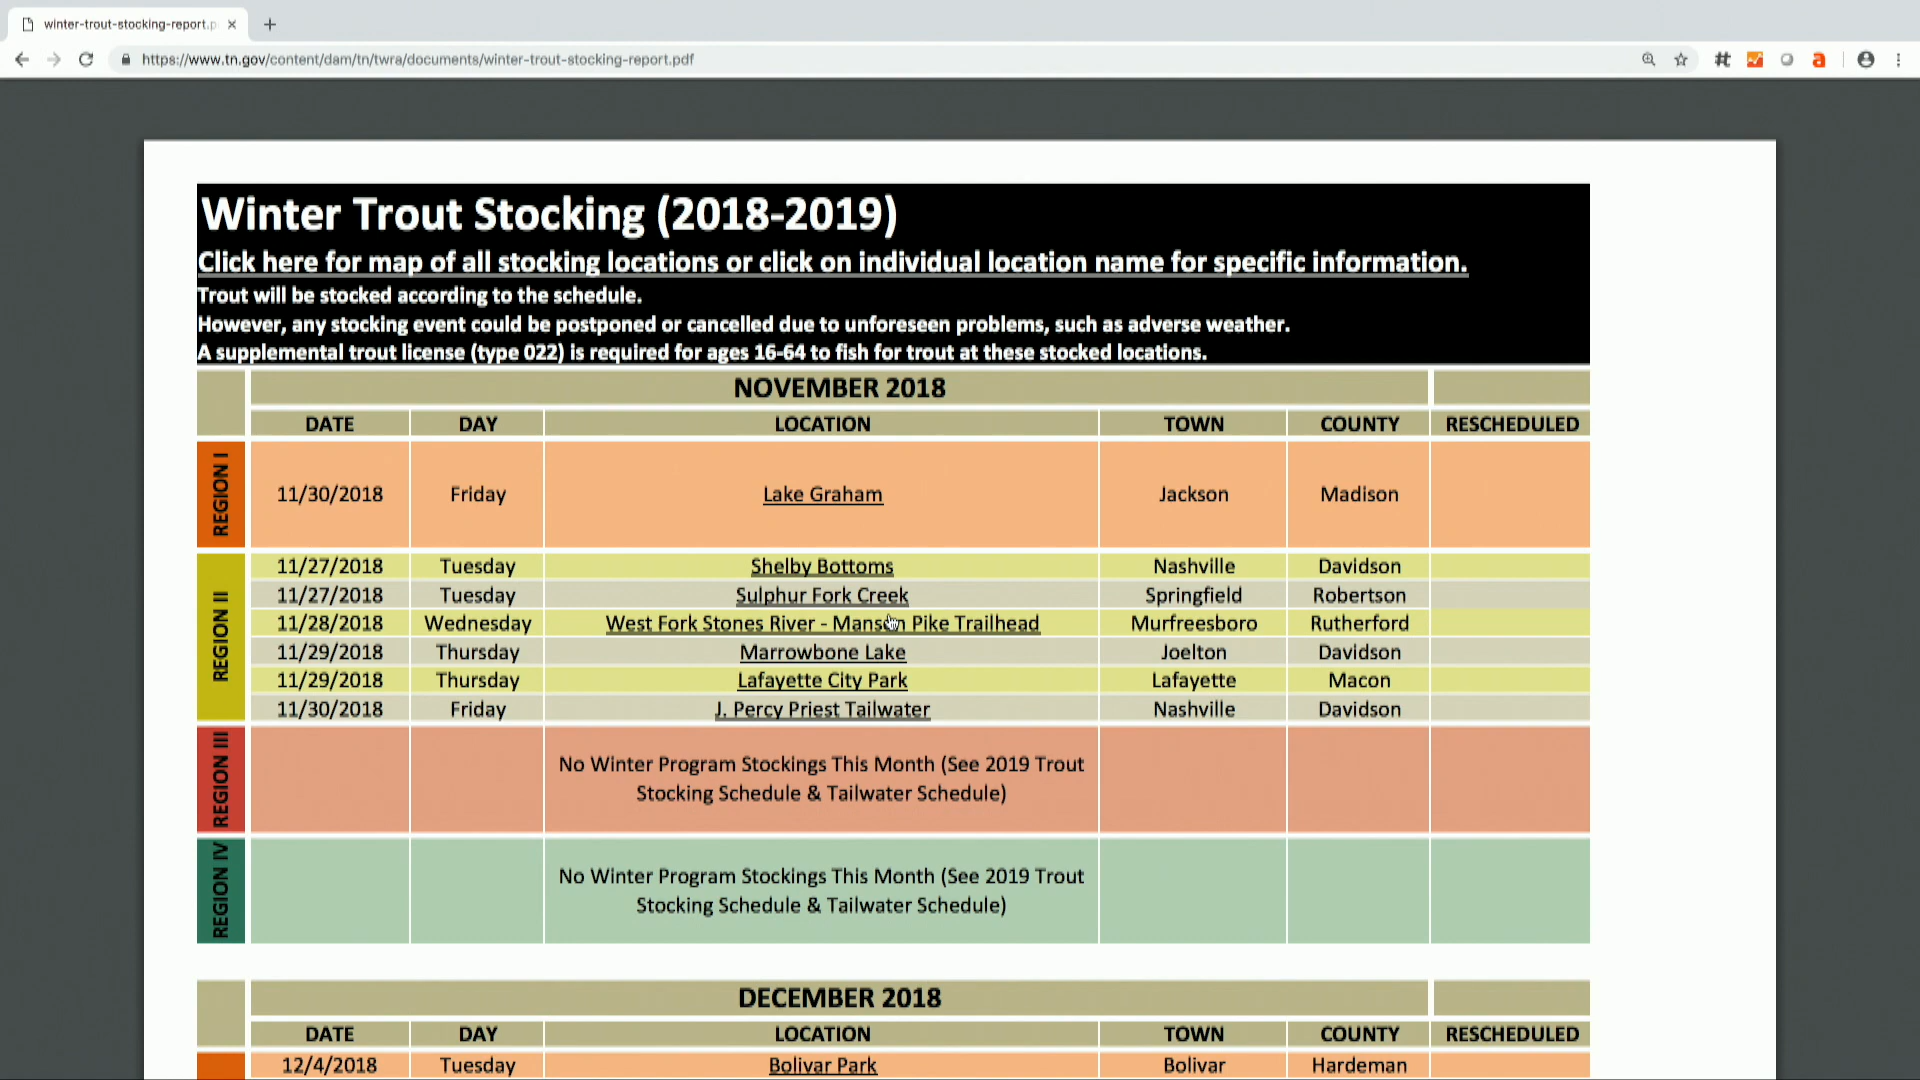 winter-trout-stocking-report.p
https://www.tn.gov/content/dam/tn/twra/documents/winter-trout-stocking-report.pdf
Winter Trout Stocking (2018-2019)
Click here for map of all stocking locations or click on individual location name for specific information.
Trout will be stocked according to the schedule.
However, any stocking event could be postponed or cancelled due to unforeseen problems, such as adverse weather.
A supplemental trout license (type 022) is required for ages 16-64 to fish for trout at these stocked locations.
NOVEMBER 2018
DATE DAY LOCATION TOWN COUNTY RESCHEDULED
REGION I
11/30/2018 Friday Lake Graham Jackson Madison
REGION II
11/27/2018 Tuesday Shelby Bottoms Nashville Davidson
11/27/2018 Tuesday Sulphur Fork Creek Springfield Robertson
11/28/2018 Wednesday West Fork Stones River - Manson Pike Trailhead Murfreesboro Rutherford
11/29/2018 Thursday Marrowbone Lake Joelton Davidson
11/29/2018 Thursday Lafayette City Park Lafayette Macon
11/30/2018 Friday J. Percy Priest Tailwater Nashville Davidson
REGION III
No Winter Program Stockings This Month (See 2019 Trout
Stocking Schedule & Tailwater Schedule)
REGION IV
No Winter Program Stockings This Month (See 2019 Trout
Stocking Schedule & Tailwater Schedule)
DECEMBER 2018
DATE DAY LOCATION TOWN COUNTY RESCHEDULED
12/4/2018 Tuesday Bolivar Park Bolivar Hardeman